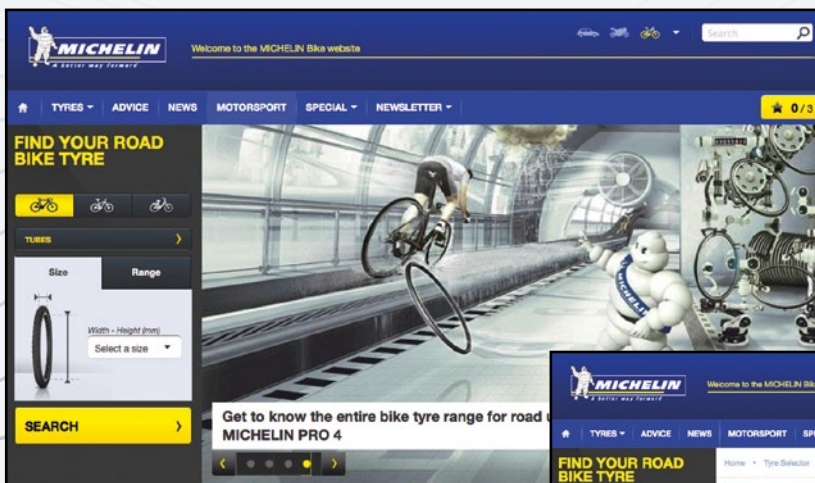 MICHELIN
A better way forward
Welcome to the MICHELIN Bike website
Search
TYRES ADVICE NEWS MOTORSPORT SPECIAL NEWSLETTER
0/3
FIND YOUR ROAD
BIKE TYRE
TUBES
Size Range
Width - Height (mm)
Select a size
SEARCH
MICHELIN
Get to know the entire bike tyre range for road
MICHELIN PRO 4
MICHELIN
A better way forward
Welcome to the MICHELIN
TYRES ADVICE NEWS MOTORSPORT
FIND YOUR ROAD
BIKE TYRE
Home • Tyre Selector